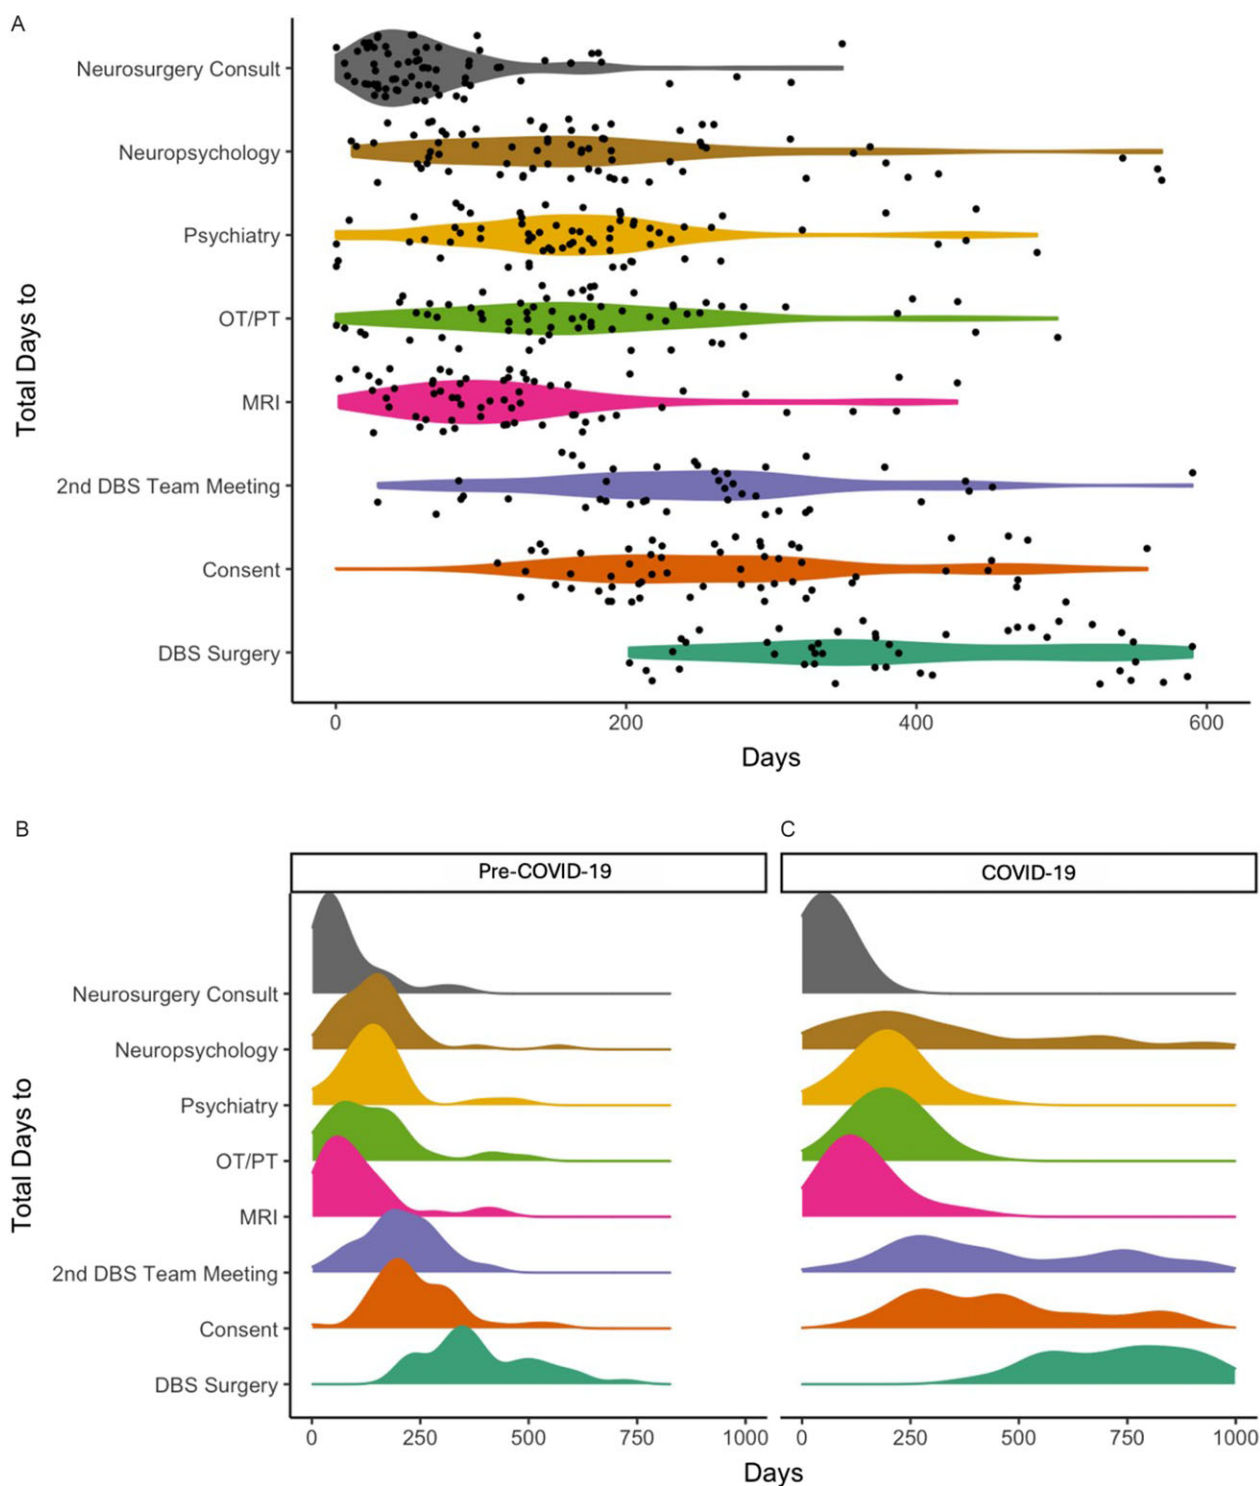 A
Total Days to
Neurosurgery Consult
Neuropsychology
Psychiatry
OT/PT
MRI
2nd DBS Team Meeting
Consent
DBS Surgery
0 200 400 600
Days
B C
Pre-COVID-19 COVID-19
Total Days to
Neurosurgery Consult
Neuropsychology
Psychiatry
OT/PT
MRI
2nd DBS Team Meeting
Consent
DBS Surgery
0 250 500 750 1000 0 250 500 750 1000
Days